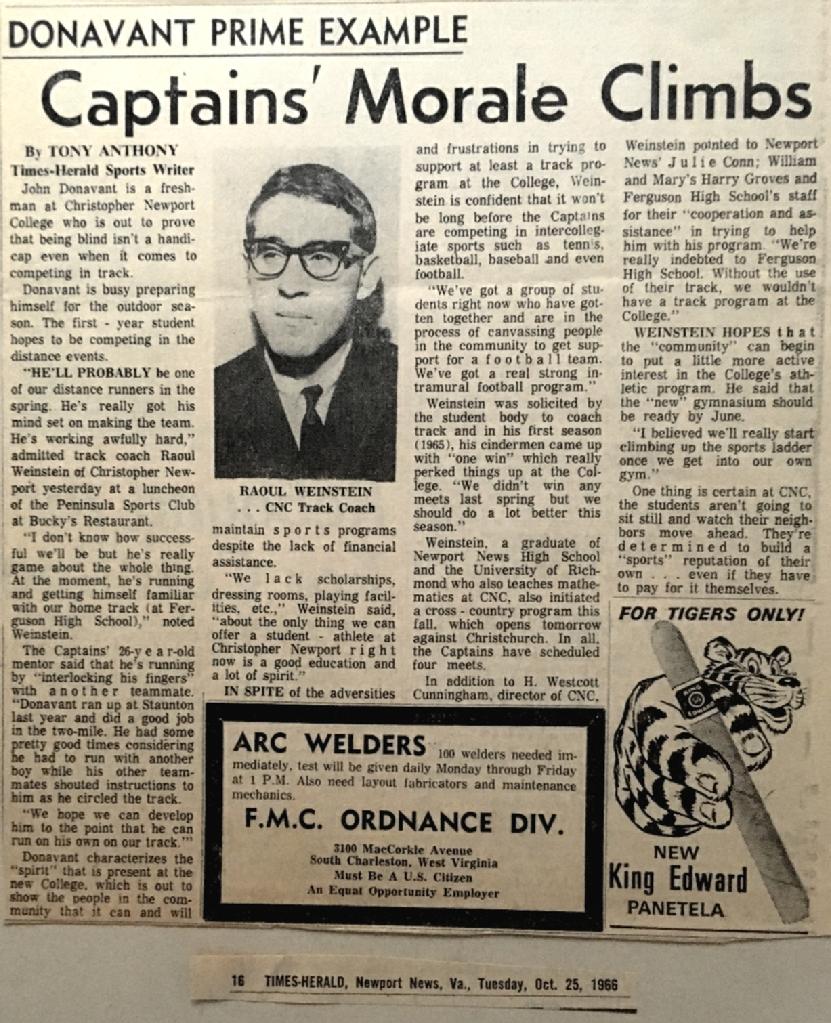 DONAVANT PRIME EXAMPLE
Captains' Morale Climbs
By TONY ANTHONY
Times-Herald Sports Writer
John Donavant is a fresh-
man at Christopher Newport
College who is out to prove
that being blind isn't a handi-
cap even when it comes to
competing in track.
Donavant is busy preparing
himself for the outdoor sea-
son. The first - year student
hopes to be competing in the
distance events.
"HE'LL PROBABLY be one
of our distance runners in the
spring. He's really got his
mind set on making the team.
He's working awfully hard,"
admitted track coach Raoul
Weinstein of Christopher New-
port yesterday at a luncheon
of the Peninsula Sports Club
at Bucky's Restaurant.
"I don't know how success-
ful we'll be but he's really
game about the whole thing.
At the moment, he's running
and getting himself familiar
with our home track (at Fer-
guson High School)," noted
Weinstein.
The Captains' 26-year-old
mentor said that he's running
by "interlocking his fingers"
with another teammate.
"Donavant ran up at Staunton
last year and did a good job
in the two-mile. He had some
pretty good times considering
he had to run with another
boy while his other team-
mates shouted instructions to
him as he circled the track.
"We hope we can develop
him to the point that he can
run on his own on our track.'"
Donavant characterizes the
"spirit" that is present at the
new College, which is out to
show the people in the com-
munity that it can and will
RAOUL WEINSTEIN
. . . CNC Track Coach
maintain sports programs
despite the lack of financial
assistance.
"We lack scholarships,
dressing rooms, playing facil-
ities, etc.," Weinstein said,
"about the only thing we can
offer a student - athlete at
Christopher Newport right
now is a good education and
a lot of spirit."
IN SPITE of the adversities
and frustrations in trying to
support at least a track pro-
gram at the College, Wein-
stein is confident that it won't
be long before the Captains
are competing in intercolleg-
iate sports such as tennis,
basketball, baseball and even
football.
"We've got a group of stu-
dents right now who have got-
ten together and are in the
process of canvassing people
in the community to get sup-
port for a football team.
We've got a real strong in-
tramural football program."
Weinstein was solicited by
the student body to coach
track and in his first season
(1965), his cindermen came up
with "one win" which really
perked things up at the Col-
lege. "We didn't win any
meets last spring but we
should do a lot better this
season."
Weinstein, a graduate of
Newport News High School
and the University of Rich-
mond who also teaches mathe-
matics at CNC, also initiated
a cross - country program this
fall, which opens tomorrow
against Christchurch. In all,
the Captains have scheduled
four meets.
In addition to H. Westcott
Cunningham, director of CNC,
Weinstein pointed to Newport
News' Julie Conn; William
and Mary's Harry Groves and
Ferguson High School's staff
for their "cooperation and as-
sistance" in trying to help
him with his program. "We're
really indebted to Ferguson
High School. Without the use
of their track, we wouldn't
have a track program at the
College."
WEINSTEIN HOPES that
the "community" can begin
to put a little more active
interest in the College's ath-
letic program. He said that
the "new" gymnasium should
be ready by June.
"I believed we'll really start
climbing up the sports ladder
once we get into our own
gym."
One thing is certain at CNC,
the students aren't going to
sit still and watch their neigh-
bors move ahead. They're
determined to build a
"sports" reputation of their
own . . . even if they have
to pay for it themselves.
ARC WELDERS 100 welders needed im-
mediately, test will be given daily Monday through Friday
at 1 P.M. Also need layout fabricators and maintenance
mechanics.
F.M.C. ORDNANCE DIV.
3100 MacCorkle Avenue
South Charleston, West Virginia
Must Be A U.S. Citizen
An Equal Opportunity Employer
FOR TIGERS ONLY!
NEW
King Edward
PANETELA
16 TIMES-HERALD, Newport News, Va., Tuesday, Oct. 25, 1966